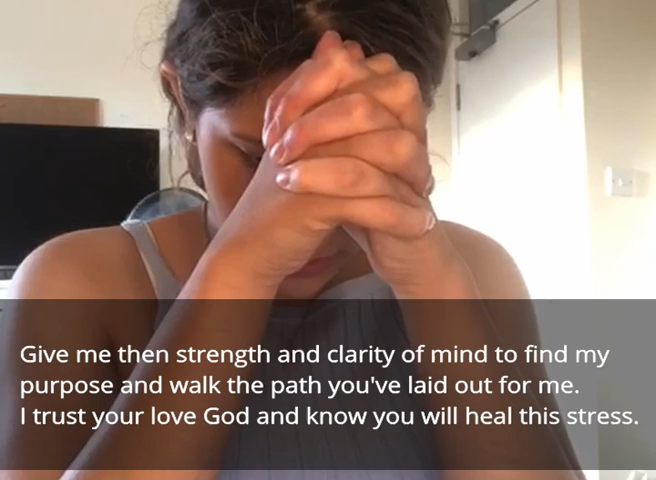 Give me then strength and clarity of mind to find my
purpose and walk the path you've laid out for me.
I trust your love God and know you will heal this stress.